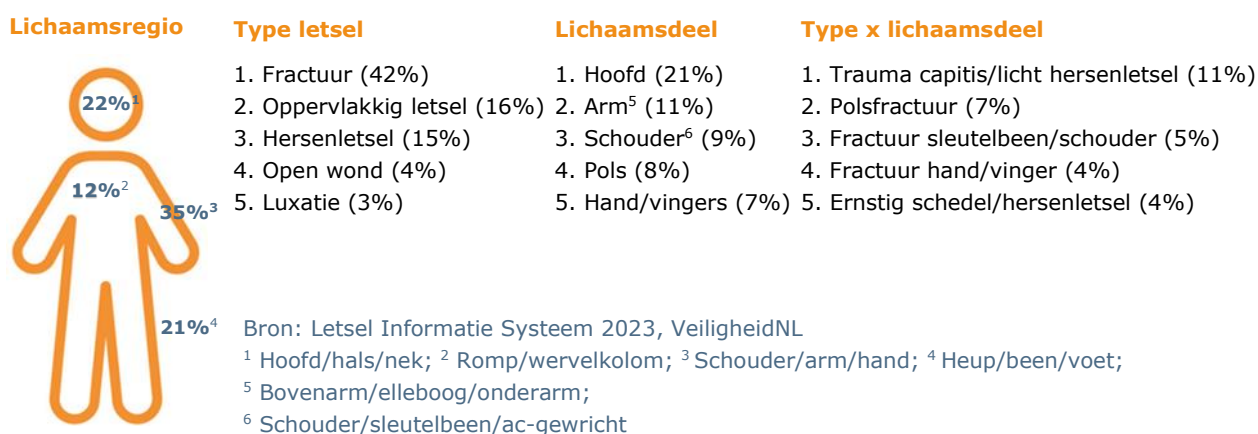 Lichaamsregio
22%¹
12%²
35%³
21%⁴
Type letsel
1. Fractuur (42%)
2. Oppervlakkig letsel (16%)
3. Hersenletsel (15%)
4. Open wond (4%)
5. Luxatie (3%)
Lichaamsdeel
1. Hoofd (21%)
2. Arm⁵ (11%)
3. Schouder⁶ (9%)
4. Pols (8%)
5. Hand/vingers (7%)
Type x lichaamsdeel
1. Trauma capitis/licht hersenletsel (11%)
2. Polsfractuur (7%)
3. Fractuur sleutelbeen/schouder (5%)
4. Fractuur hand/vinger (4%)
5. Ernstig schedel/hersenletsel (4%)
Bron: Letsel Informatie Systeem 2023, VeiligheidNL
¹ Hoofd/hals/nek; ² Romp/wervelkolom; ³ Schouder/arm/hand; ⁴ Heup/been/voet;
⁵ Bovenarm/elleboog/onderarm;
⁶ Schouder/sleutelbeen/ac-gewricht